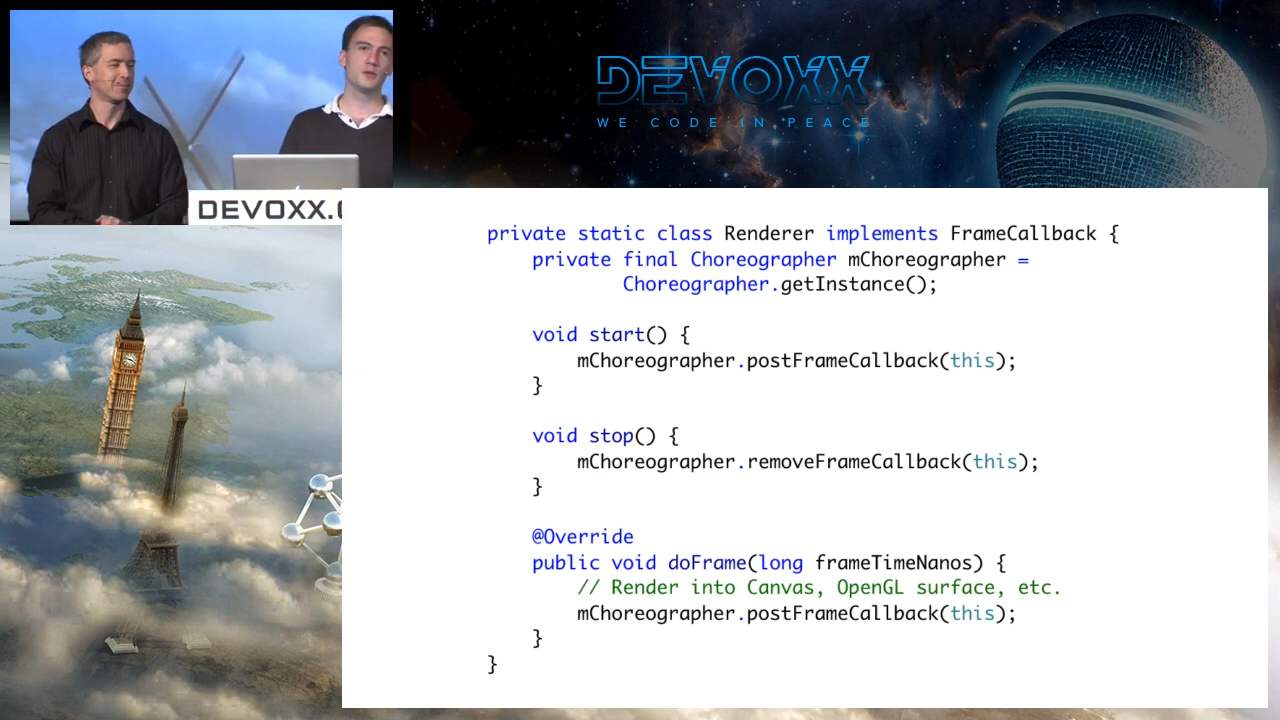 DEVOXX
WE CODE IN PEACE
DEVOXX.
private static class Renderer implements FrameCallback {
    private final Choreographer mChoreographer =
            Choreographer.getInstance();
    void start() {
        mChoreographer.postFrameCallback(this);
    }
    void stop() {
        mChoreographer.removeFrameCallback(this);
    }
    @Override
    public void doFrame(long frameTimeNanos) {
        // Render into Canvas, OpenGL surface, etc.
        mChoreographer.postFrameCallback(this);
    }
}